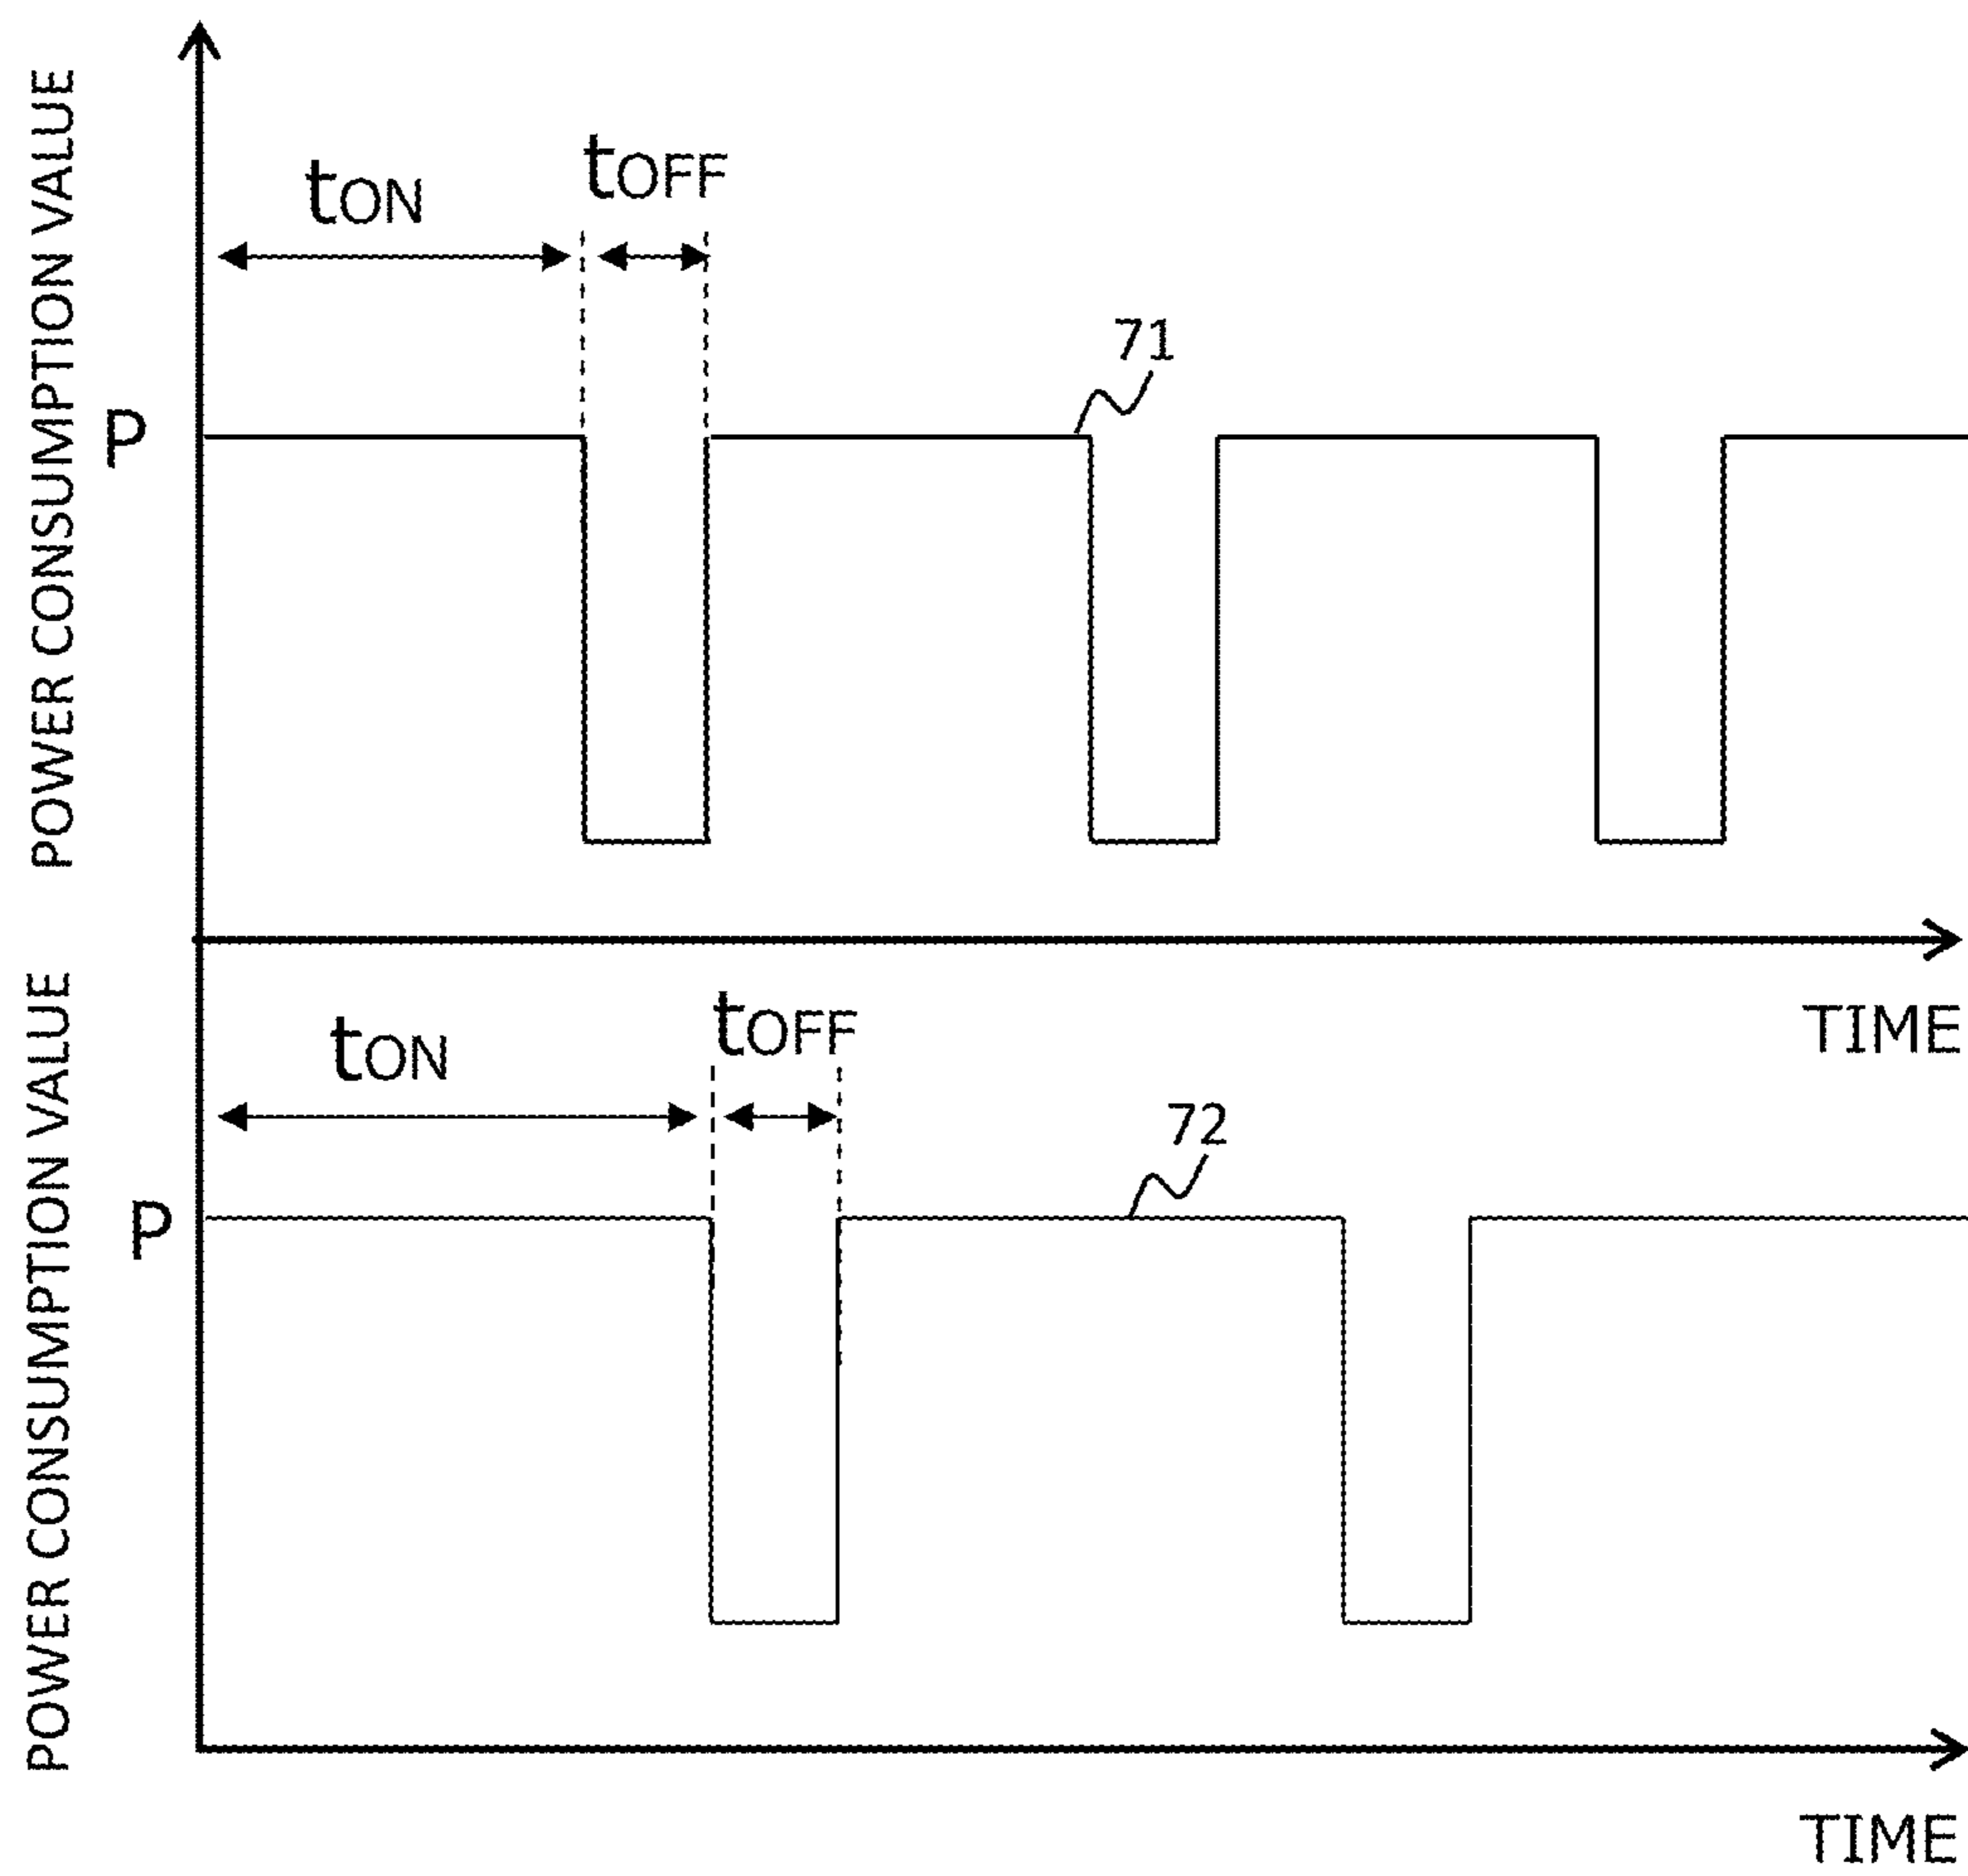 POWER CONSUMPTION VALUE
tON
tOFF
71
P
TIME
POWER CONSUMPTION VALUE
tON
tOFF
72
P
TIME